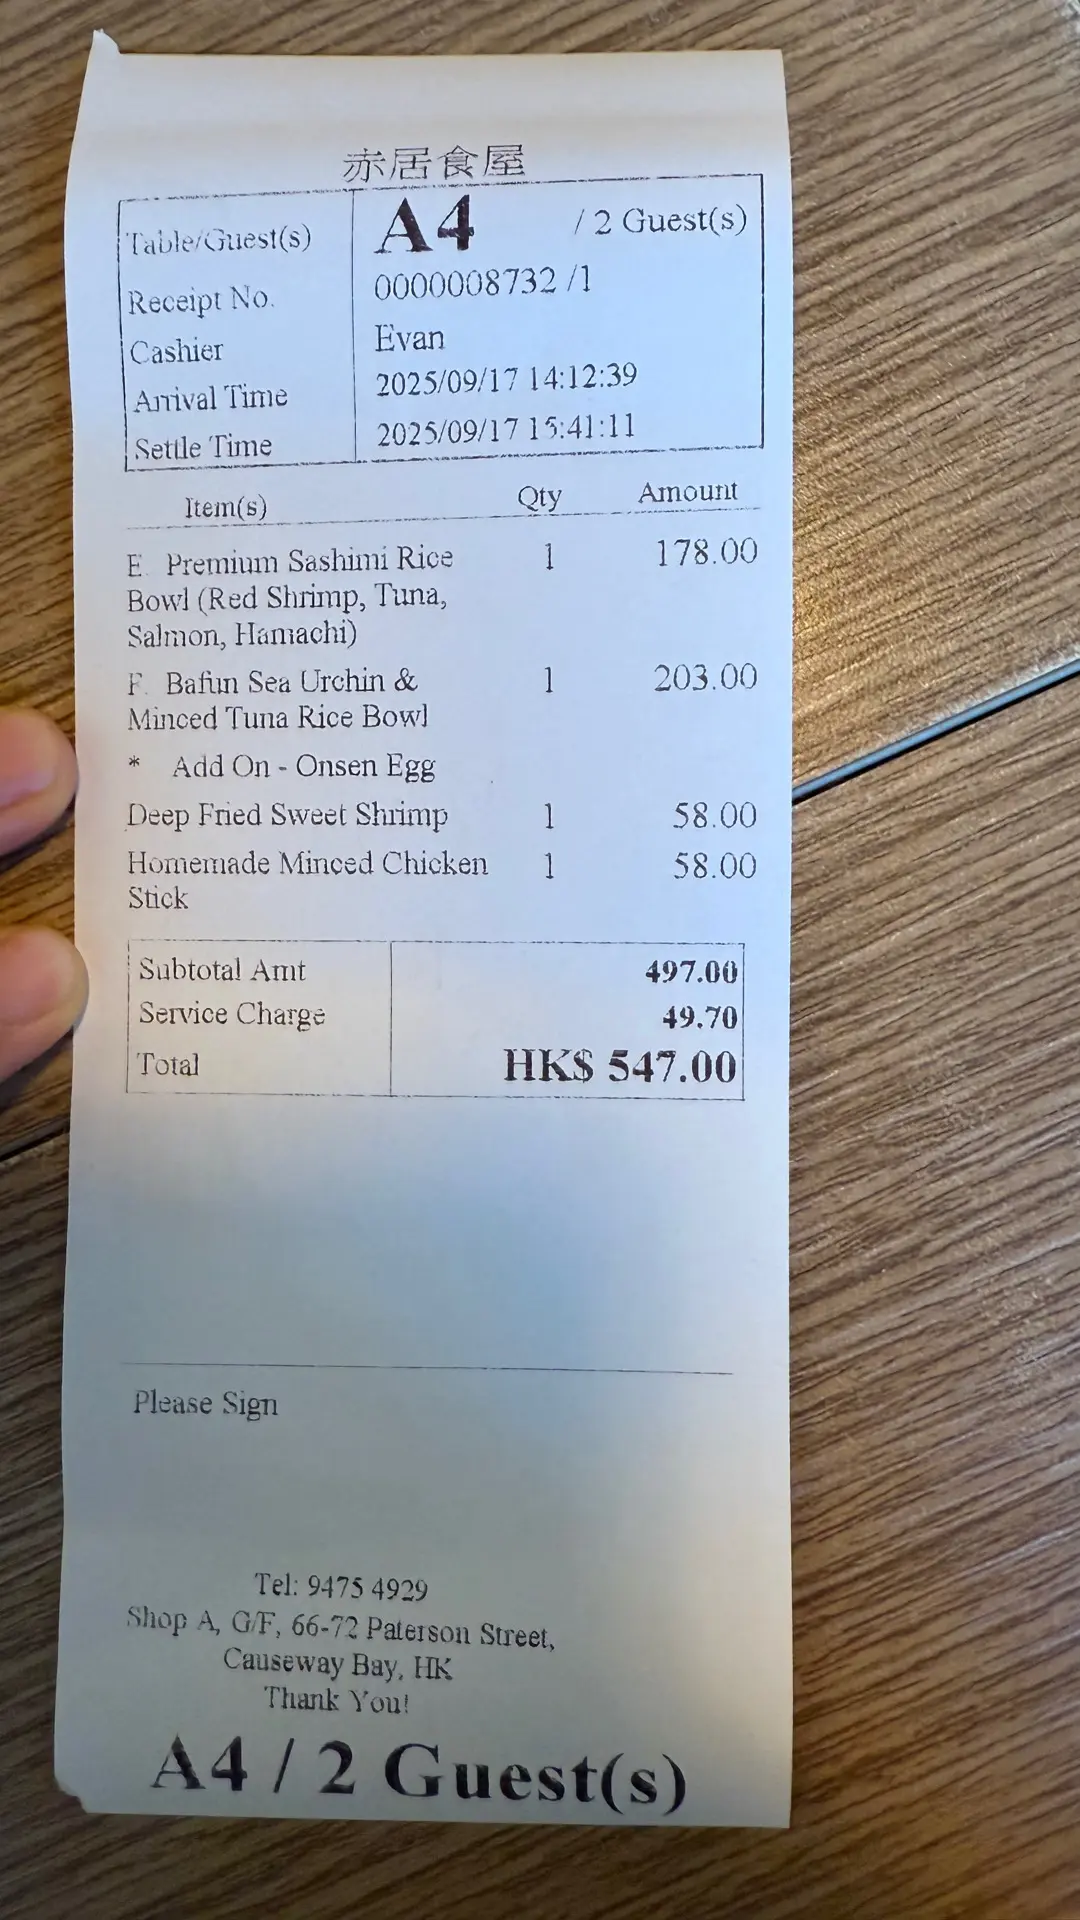 赤居食屋
Table/Guest(s) A4 / 2 Guest(s)
Receipt No. 0000008732 /1
Cashier Evan
Arrival Time 2025/09/17 14:12:39
Settle Time 2025/09/17 15:41:11
Item(s) Qty Amount
E. Premium Sashimi Rice 1 178.00
Bowl (Red Shrimp, Tuna,
Salmon, Hamachi)
F. Bafun Sea Urchin & 1 203.00
Minced Tuna Rice Bowl
* Add On - Onsen Egg
Deep Fried Sweet Shrimp 1 58.00
Homemade Minced Chicken 1 58.00
Stick
Subtotal Amt 497.00
Service Charge 49.70
Total HK$ 547.00
Please Sign
Tel: 9475 4929
Shop A, G/F, 66-72 Paterson Street,
Causeway Bay, HK
Thank You!
A4 / 2 Guest(s)